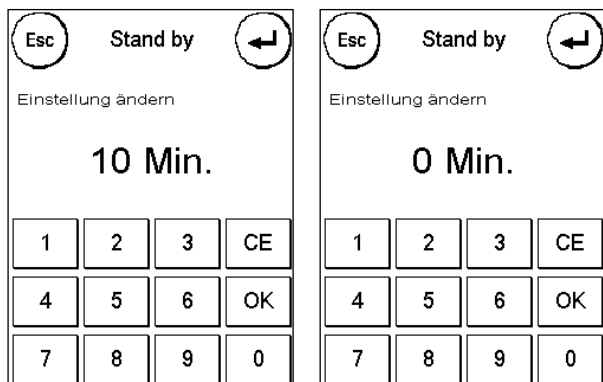 Esc Stand by
Einstellung ändern
10 Min.
1 2 3 CE
4 5 6 OK
7 8 9 0
Esc Stand by
Einstellung ändern
0 Min.
1 2 3 CE
4 5 6 OK
7 8 9 0